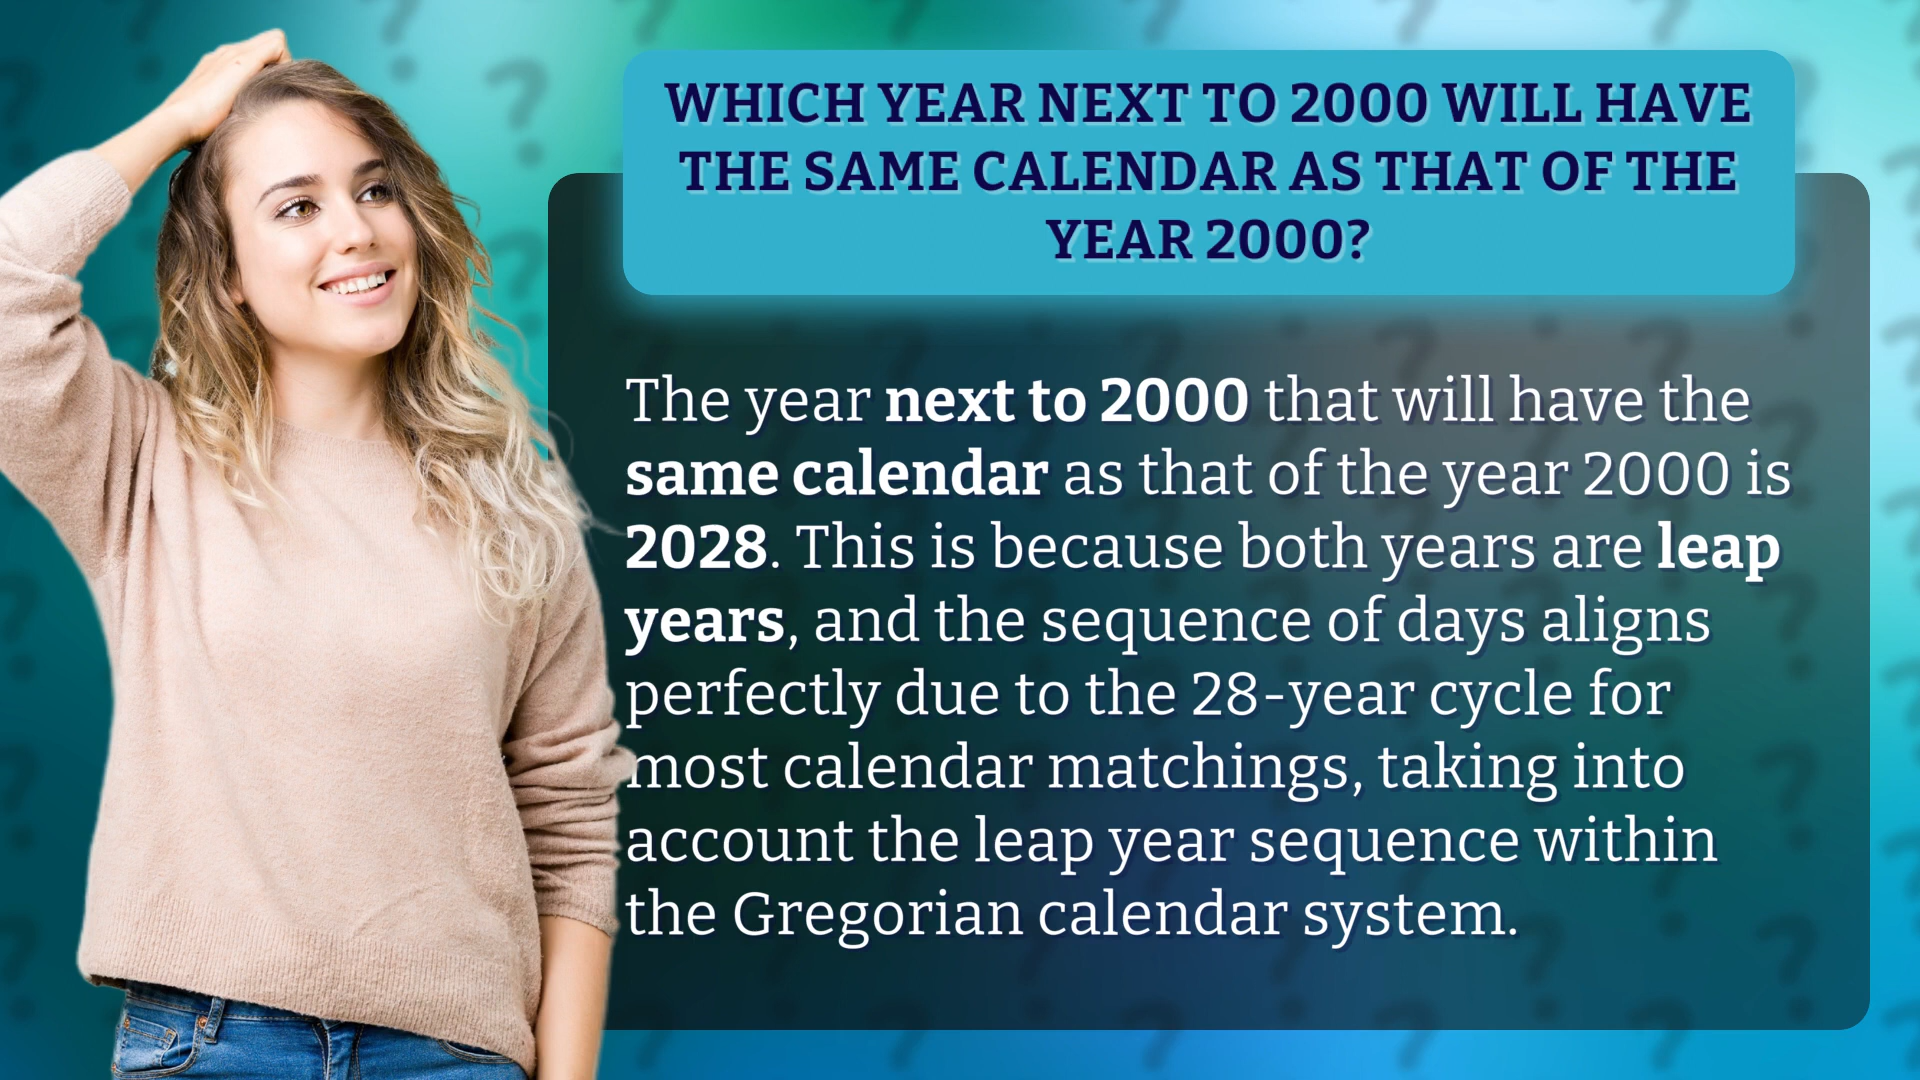 WHICH YEAR NEXT TO 2000 WILL HAVE
THE SAME CALENDAR AS THAT OF THE
YEAR 2000?
The year next to 2000 that will have the
same calendar as that of the year 2000 is
2028. This is because both years are leap
years, and the sequence of days aligns
perfectly due to the 28-year cycle for
most calendar matchings, taking into
account the leap year sequence within
the Gregorian calendar system.